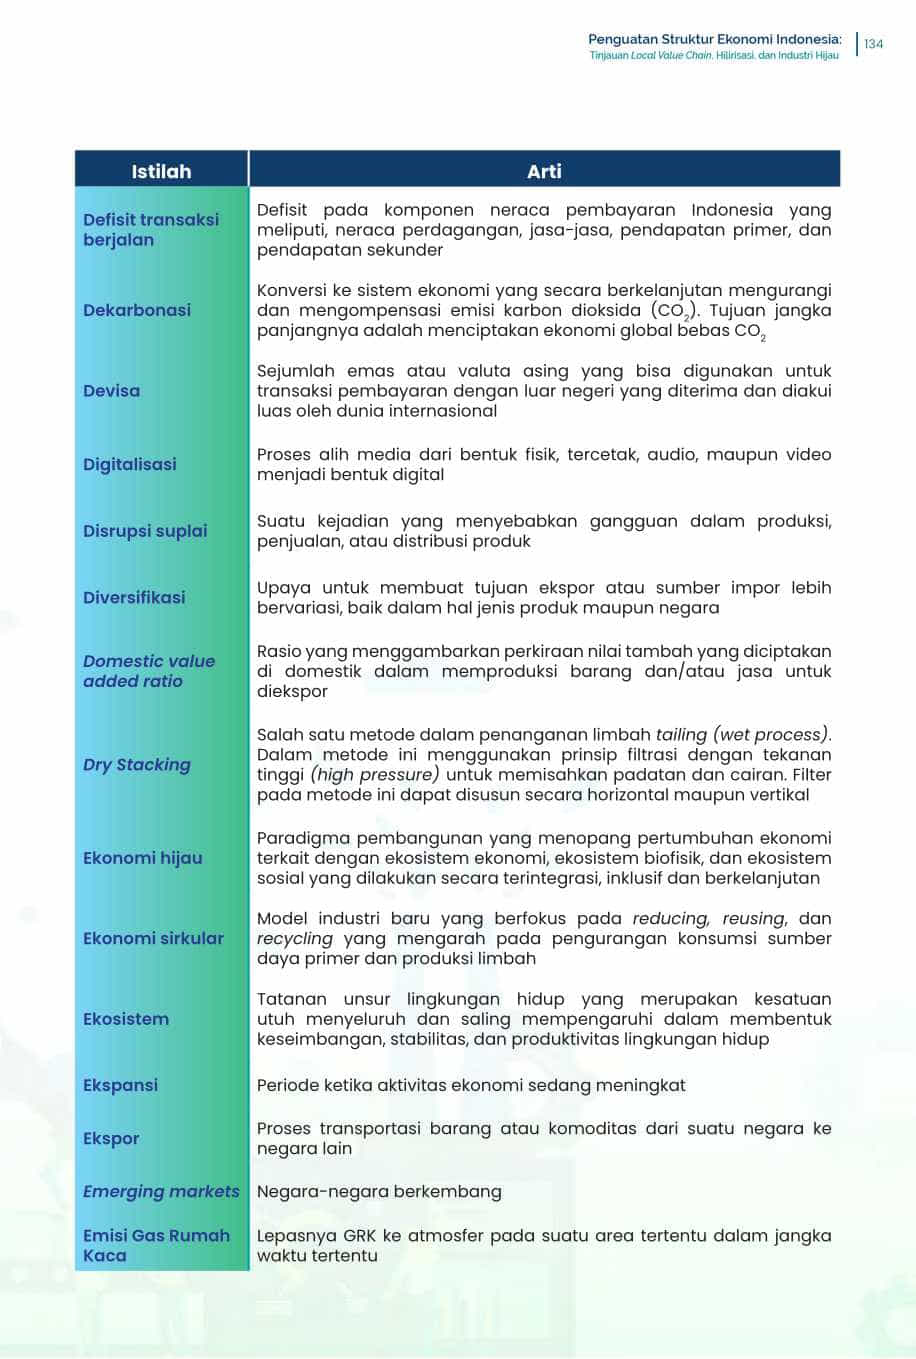 Penguatan Struktur Ekonomi Indonesia:
134
Tinjauan Local Value Chain, Hilirisasi, dan Industri Hijau
Istilah
Arti
Defisit transaksi
berjalan
Defisit pada komponen neraca pembayaran Indonesia yang
meliputi, neraca perdagangan, jasa-jasa, pendapatan primer, dan
pendapatan sekunder
Dekarbonasi
Konversi ke sistem ekonomi yang secara berkelanjutan mengurangi
dan mengompensasi emisi karbon dioksida (CO₂). Tujuan jangka
panjangnya adalah menciptakan ekonomi global bebas CO₂
Devisa
Sejumlah emas atau valuta asing yang bisa digunakan untuk
transaksi pembayaran dengan luar negeri yang diterima dan diakui
luas oleh dunia internasional
Digitalisasi
Proses alih media dari bentuk fisik, tercetak, audio, maupun video
menjadi bentuk digital
Disrupsi suplai
Suatu kejadian yang menyebabkan gangguan dalam produksi,
penjualan, atau distribusi produk
Diversifikasi
Upaya untuk membuat tujuan ekspor atau sumber impor lebih
bervariasi, baik dalam hal jenis produk maupun negara
Domestic value
added ratio
Rasio yang menggambarkan perkiraan nilai tambah yang diciptakan
di domestik dalam memproduksi barang dan/atau jasa untuk
diekspor
Dry Stacking
Salah satu metode dalam penanganan limbah tailing (wet process).
Dalam metode ini menggunakan prinsip filtrasi dengan tekanan
tinggi (high pressure) untuk memisahkan padatan dan cairan. Filter
pada metode ini dapat disusun secara horizontal maupun vertikal
Ekonomi hijau
Paradigma pembangunan yang menopang pertumbuhan ekonomi
terkait dengan ekosistem ekonomi, ekosistem biofisik, dan ekosistem
sosial yang dilakukan secara terintegrasi, inklusif dan berkelanjutan
Ekonomi sirkular
Model industri baru yang berfokus pada reducing, reusing, dan
recycling yang mengarah pada pengurangan konsumsi sumber
daya primer dan produksi limbah
Ekosistem
Tatanan unsur lingkungan hidup yang merupakan kesatuan
utuh menyeluruh dan saling mempengaruhi dalam membentuk
keseimbangan, stabilitas, dan produktivitas lingkungan hidup
Ekspansi
Periode ketika aktivitas ekonomi sedang meningkat
Ekspor
Proses transportasi barang atau komoditas dari suatu negara ke
negara lain
Emerging markets
Negara-negara berkembang
Emisi Gas Rumah
Kaca
Lepasnya GRK ke atmosfer pada suatu area tertentu dalam jangka
waktu tertentu